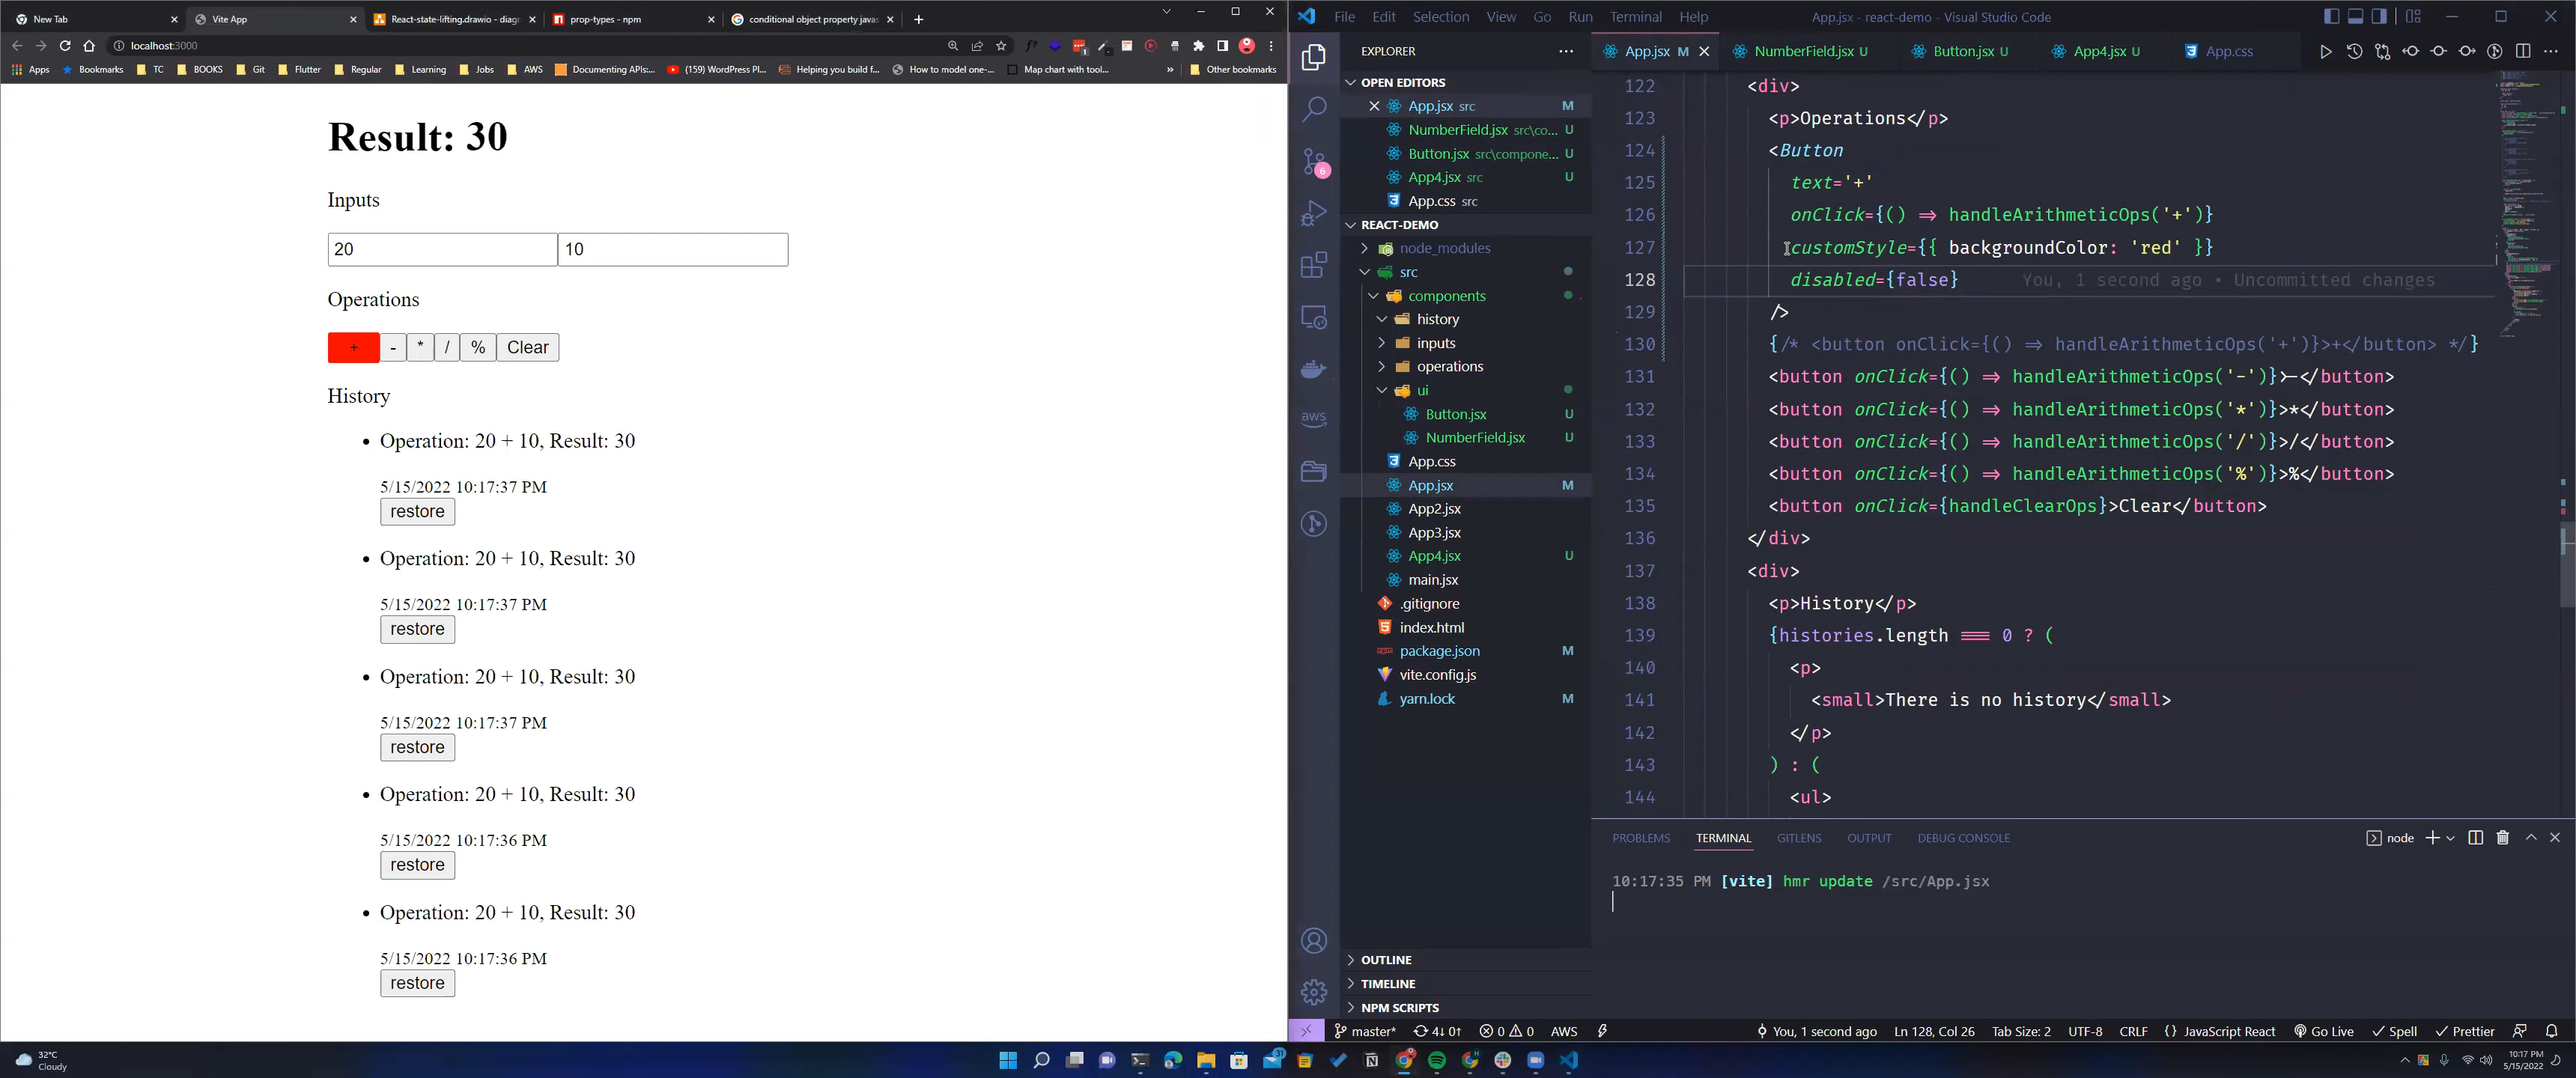 New Tab
Vite App
React-state-lifting.drawio - diag
prop-types - npm
conditional object property javas
localhost:3000
Apps
Bookmarks
TC
BOOKS
Git
Flutter
Regular
Learning
Jobs
AWS
Documenting APIs:...
(159) WordPress Pl...
Helping you build f...
How to model one-...
Map chart with tool...
Other bookmarks
Result: 30
Inputs
20
10
Operations
+
-
*
/
%
Clear
History
Operation: 20 + 10, Result: 30
5/15/2022 10:17:37 PM
restore
Operation: 20 + 10, Result: 30
5/15/2022 10:17:37 PM
restore
Operation: 20 + 10, Result: 30
5/15/2022 10:17:37 PM
restore
Operation: 20 + 10, Result: 30
5/15/2022 10:17:36 PM
restore
Operation: 20 + 10, Result: 30
5/15/2022 10:17:36 PM
restore
File Edit Selection View Go Run Terminal Help
App.jsx - react-demo - Visual Studio Code
EXPLORER
OPEN EDITORS
App.jsx src M
NumberField.jsx src\co... U
Button.jsx src\compone... U
App4.jsx src U
App.css src
REACT-DEMO
node_modules
src
components
history
inputs
operations
ui
Button.jsx U
NumberField.jsx U
App.css
App.jsx M
App2.jsx
App3.jsx
App4.jsx U
main.jsx
.gitignore
index.html
package.json M
vite.config.js
yarn.lock M
OUTLINE
TIMELINE
NPM SCRIPTS
aws
6
App.jsx M
NumberField.jsx U
Button.jsx U
App4.jsx U
App.css
122 <div>
123 <p>Operations</p>
124 <Button
125 text='+'
126 onClick={() => handleArithmeticOps('+')}
127 customStyle={{ backgroundColor: 'red' }}
128 disabled={false} You, 1 second ago • Uncommitted changes
129 />
130 {/* <button onClick={() => handleArithmeticOps('+')}>+</button> */}
131 <button onClick={() => handleArithmeticOps('-')}>-</button>
132 <button onClick={() => handleArithmeticOps('*')}>*</button>
133 <button onClick={() => handleArithmeticOps('/')}>/</button>
134 <button onClick={() => handleArithmeticOps('%')}>%</button>
135 <button onClick={handleClearOps}>Clear</button>
136 </div>
137 <div>
138 <p>History</p>
139 {histories.length === 0 ? (
140 <p>
141 <small>There is no history</small>
142 </p>
143 ) : (
144 <ul>
PROBLEMS TERMINAL GITLENS OUTPUT DEBUG CONSOLE
node
10:17:35 PM [vite] hmr update /src/App.jsx
master* 4↓ 0↑ 0 0 AWS
You, 1 second ago Ln 128, Col 26 Tab Size: 2 UTF-8 CRLF {} JavaScript React Go Live Spell Prettier
32°C
Cloudy
31
10:17 PM
5/15/2022